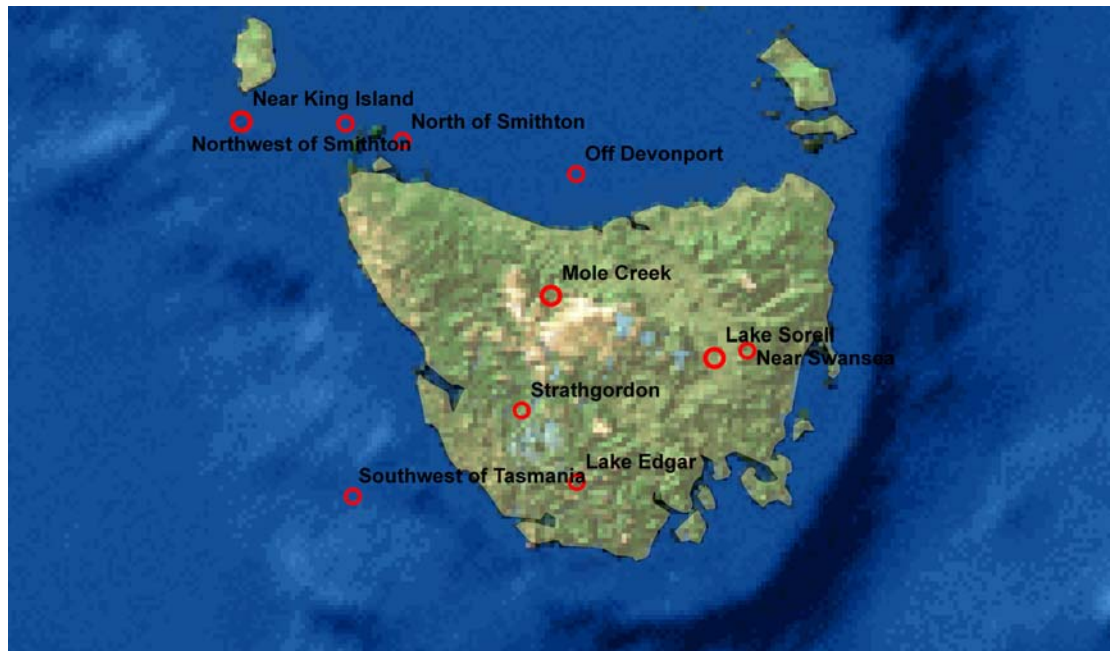 Near King Island
North of Smithton
Northwest of Smithton
Off Devonport
Mole Creek
Lake Sorell
Near Swansea
Strathgordon
Lake Edgar
Southwest of Tasmania